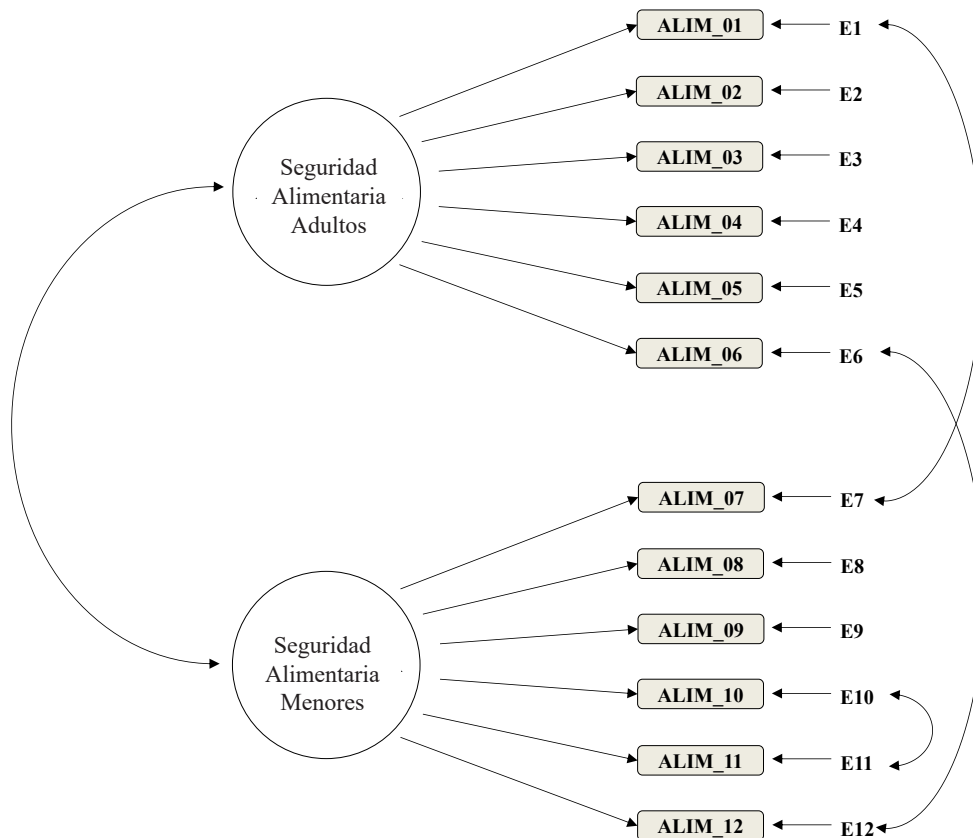 ALIM_01 E1
ALIM_02 E2
ALIM_03 E3
Seguridad
Alimentaria
Adultos
ALIM_04 E4
ALIM_05 E5
ALIM_06 E6
ALIM_07 E7
ALIM_08 E8
ALIM_09 E9
Seguridad
Alimentaria
Menores
ALIM_10 E10
ALIM_11 E11
ALIM_12 E12